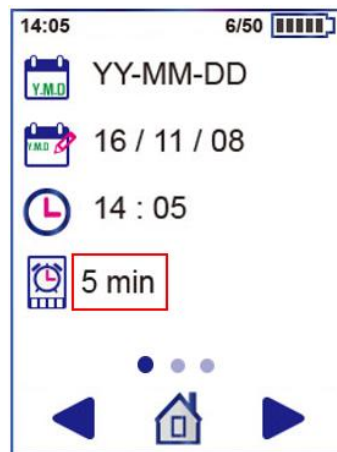 14:05 6/50
Y.M.D YY-MM-DD
Y.M.D 16 / 11 / 08
14 : 05
5 min